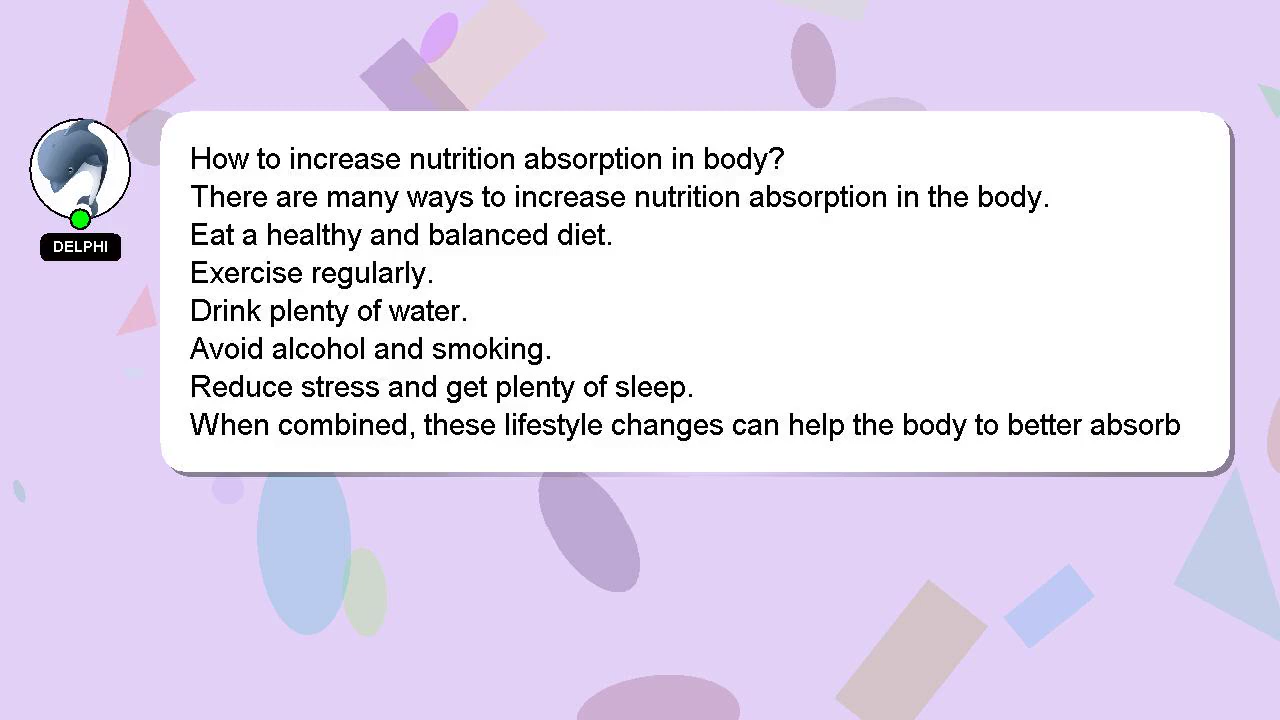 How to increase nutrition absorption in body?
There are many ways to increase nutrition absorption in the body.
Eat a healthy and balanced diet.
Exercise regularly.
Drink plenty of water.
Avoid alcohol and smoking.
Reduce stress and get plenty of sleep.
When combined, these lifestyle changes can help the body to better absorb
DELPHI